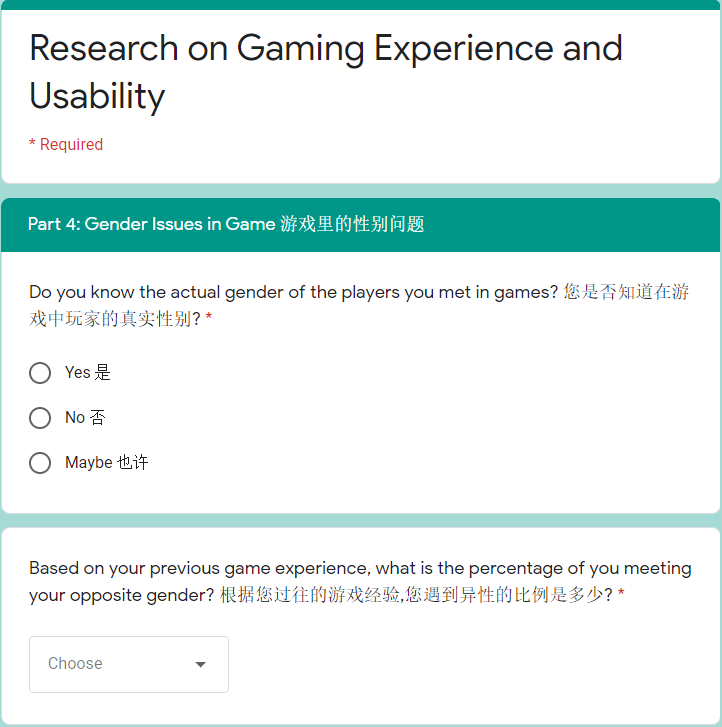 Research on Gaming Experience and
Usability
* Required
Part 4: Gender Issues in Game 游戏里的性别问题
Do you know the actual gender of the players you met in games? 您是否知道在游
戏中玩家的真实性别? *
Yes 是
No 否
Maybe 也许
Based on your previous game experience, what is the percentage of you meeting
your opposite gender? 根据您过往的游戏经验,您遇到异性的比例是多少? *
Choose